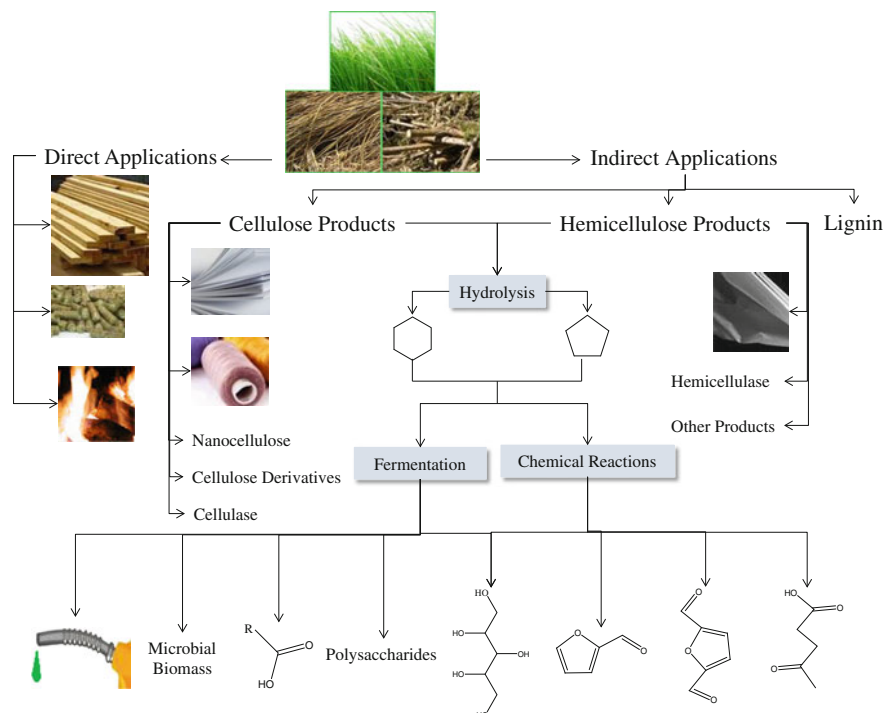 Direct Applications
Indirect Applications
Cellulose Products
Hemicellulose Products
Lignin
Hydrolysis
Hemicellulase
Other Products
Nanocellulose
Cellulose Derivatives
Cellulase
Fermentation
Chemical Reactions
Microbial
Biomass
R
O
HO
Polysaccharides
HO
HO
OH
HO
HO
O
O
O
O
O
HO
O
O